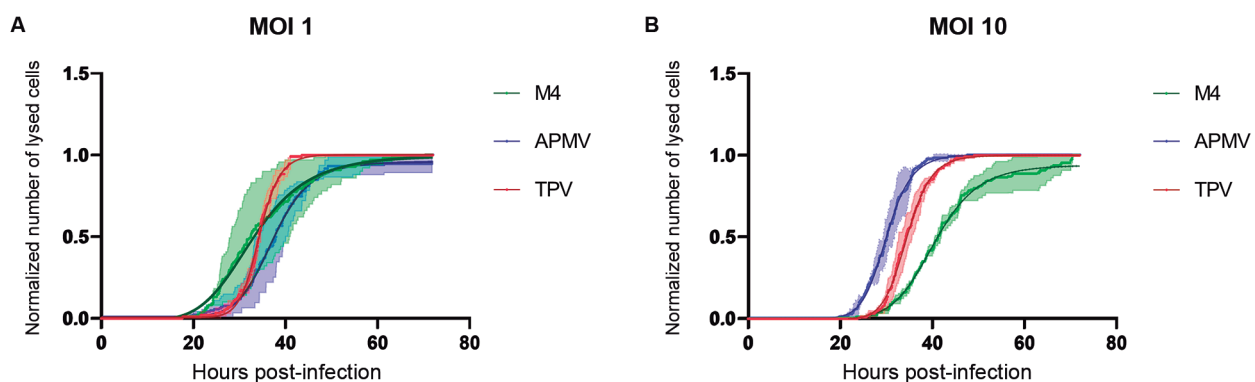 A
MOI 1
Normalized number of lysed cells
1.5
1.0
0.5
0.0
0 20 40 60 80
Hours post-infection
M4
APMV
TPV
B
MOI 10
Normalized number of lysed cells
1.5
1.0
0.5
0.0
0 20 40 60 80
Hours post-infection
M4
APMV
TPV